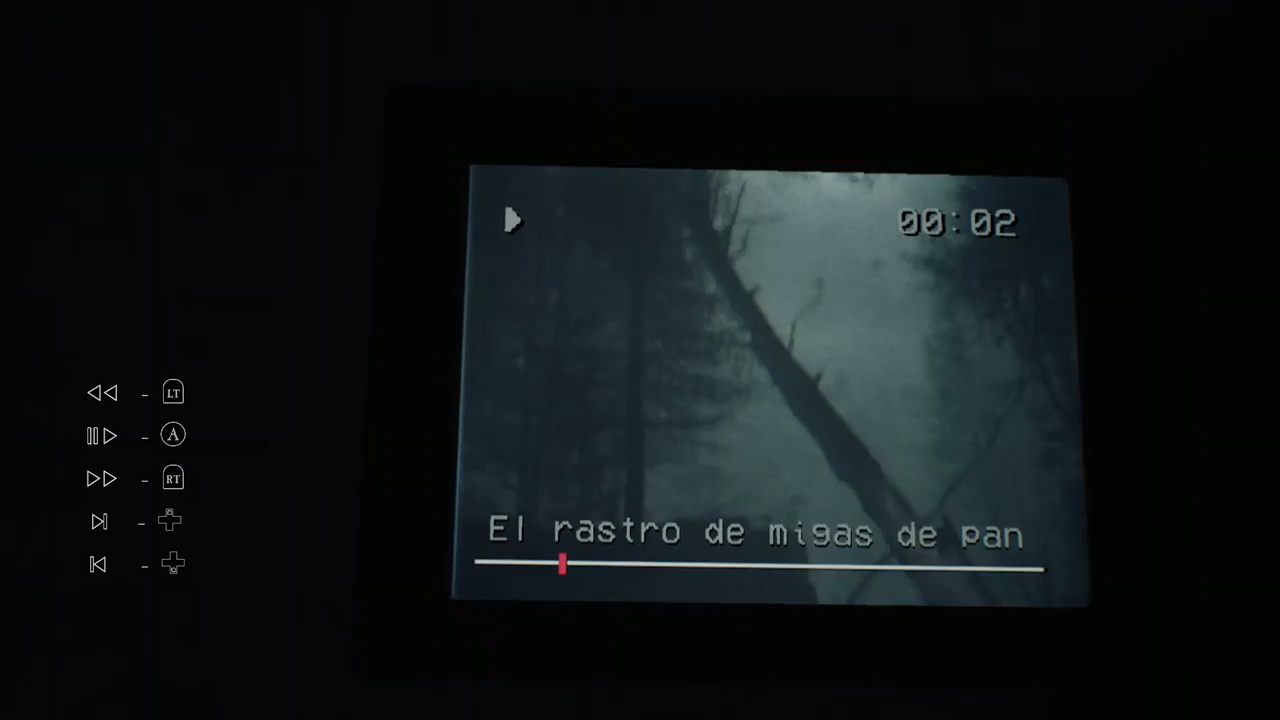 00:02
- LT
- A
- RT
-
-
El rastro de migas de pan